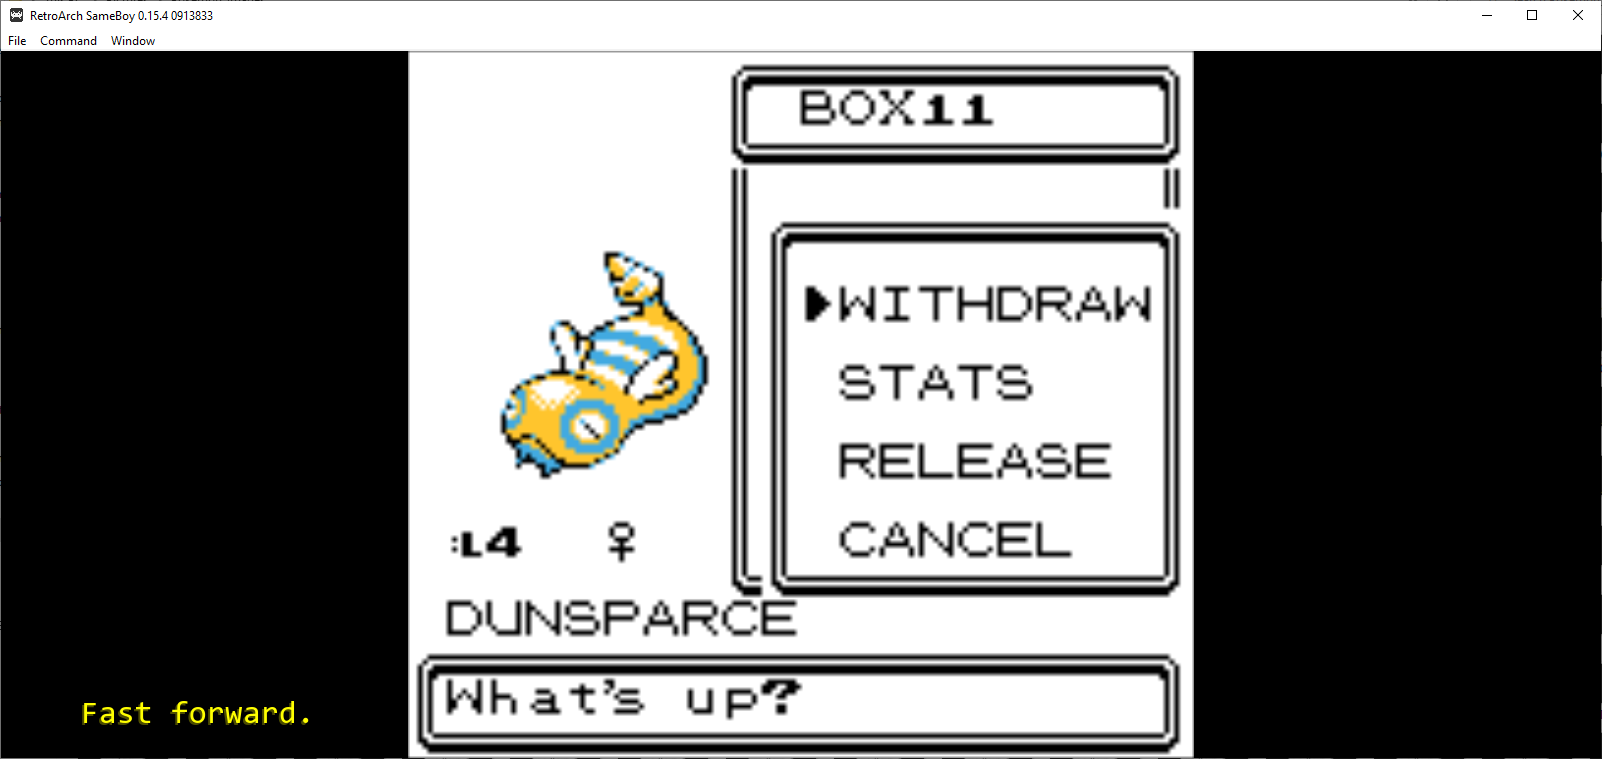 RetroArch SameBoy 0.15.4 0913833
File Command Window
BOX11
▶WITHDRAW
STATS
RELEASE
CANCEL
:L4 ♀
DUNSPARCE
What's up?
Fast forward.